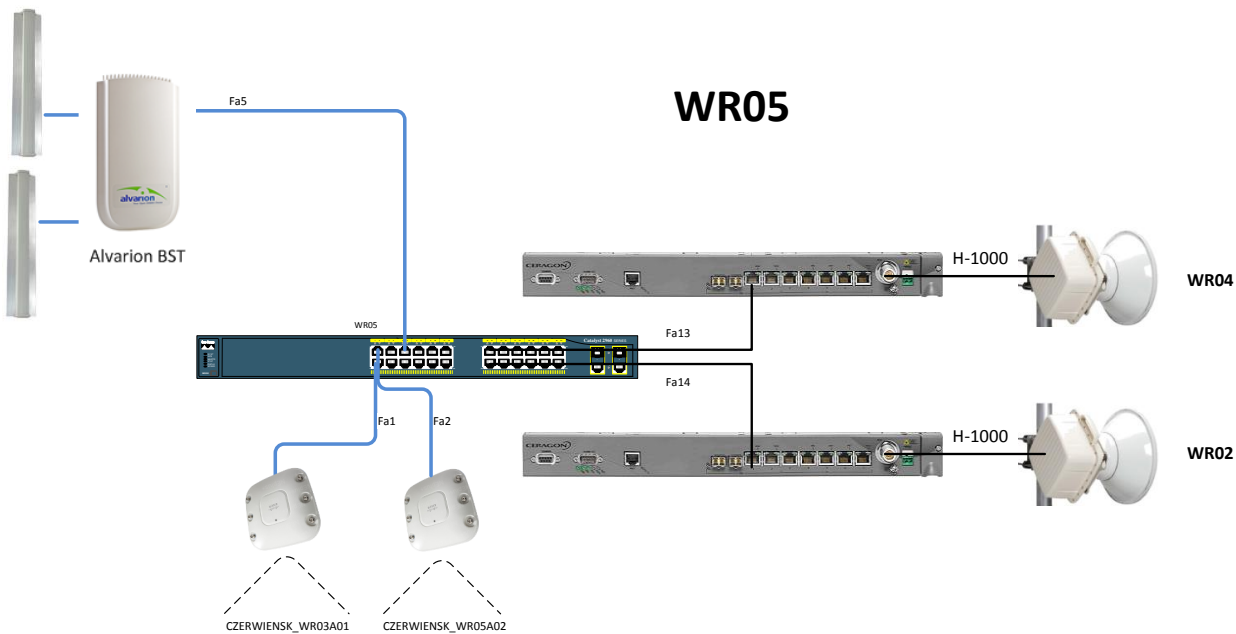 WR05
Fa5
alvarion
Alvarion BST
CERAGON
H-1000
WR04
WR05
Catalyst 2960 SERIES
Fa13
Fa14
CERAGON
H-1000
WR02
Fa1
Fa2
CZERWIENSK_WR03A01
CZERWIENSK_WR05A02